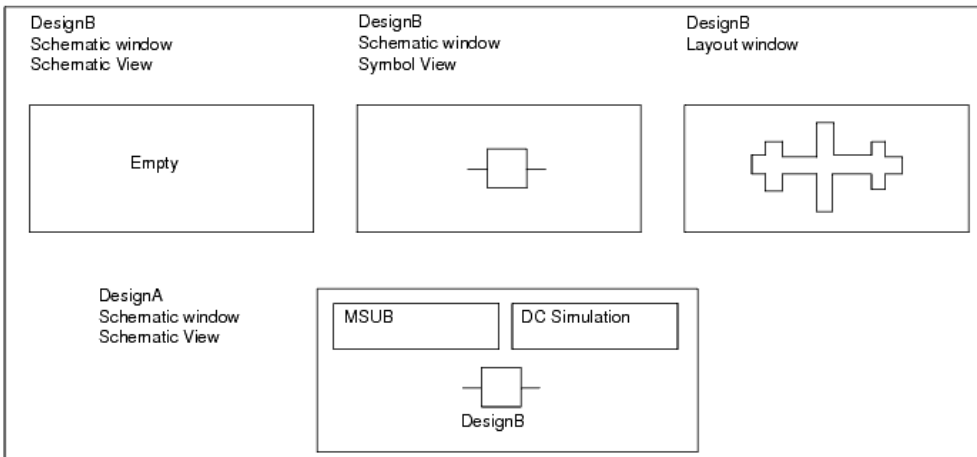 DesignB
Schematic window
Schematic View
DesignB
Schematic window
Symbol View
DesignB
Layout window
Empty
DesignA
Schematic window
Schematic View
MSUB
DC Simulation
DesignB